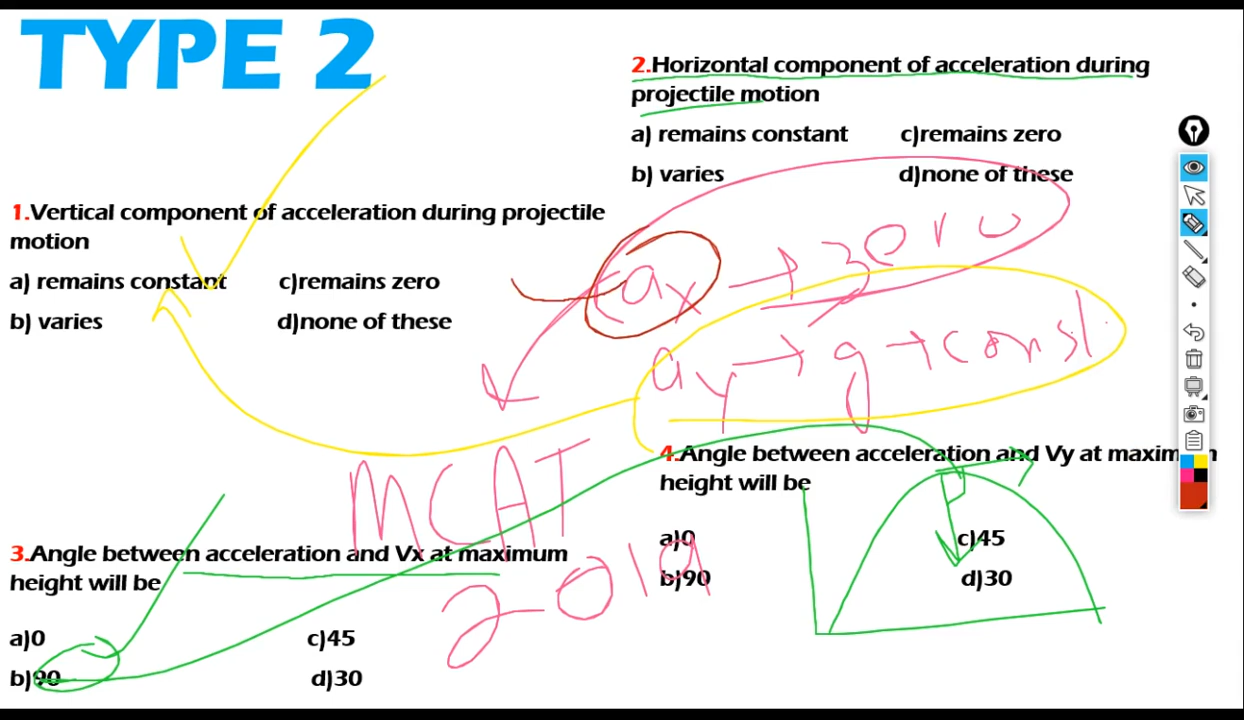 TYPE 2
1.Vertical component of acceleration during projectile
motion
a) remains constant c)remains zero
b) varies d)none of these
2.Horizontal component of acceleration during
projectile motion
a) remains constant c)remains zero
b) varies d)none of these
ax → zero
ay → g → const
MCAT
2019
3.Angle between acceleration and Vx at maximum
height will be
a)0 c)45
b)90 d)30
4.Angle between acceleration and Vy at maximum
height will be
a)0 c)45
b)90 d)30